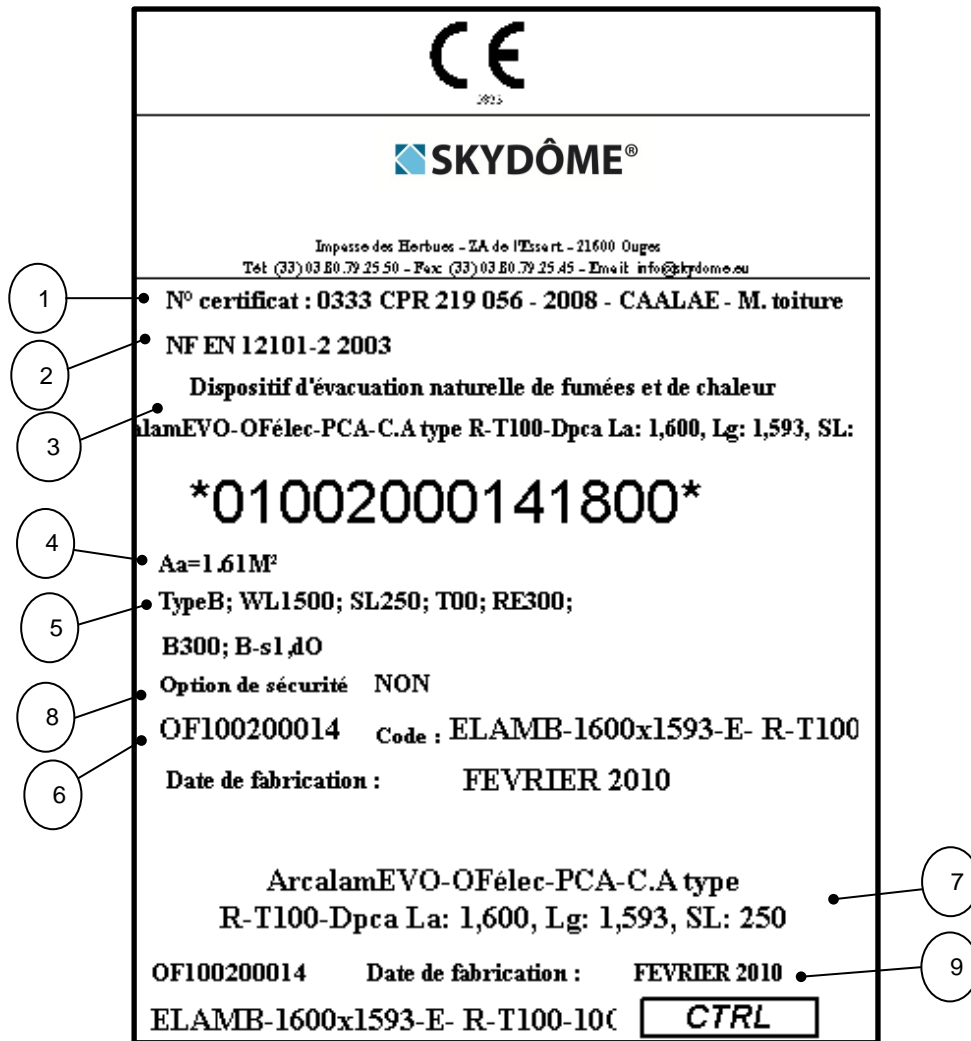 CE
SKYDÔME®
Impasse des Herbues - ZA de l'Essart - 21600 Ouges
Tél: (33) 03.80.79.25.50 - Fax: (33) 03.80.79.25.45 - Email: info@skydome.eu
1
N° certificat : 0333 CPR 219 056 - 2008 - CAALAE - M. toiture
2
NF EN 12101-2 2003
Dispositif d'évacuation naturelle de fumées et de chaleur
3
alamEVO-OFélec-PCA-C.A type R-T100-Dpca La: 1,600, Lg: 1,593, SL:
*01002000141800*
4
Aa=1.61M²
5
TypeB; WL1500; SL250; T00; RE300;
B300; B-s1,dO
8
Option de sécurité NON
6
OF100200014 Code : ELAMB-1600x1593-E- R-T100
Date de fabrication : FEVRIER 2010
ArcalamEVO-OFélec-PCA-C.A type
7
R-T100-Dpca La: 1,600, Lg: 1,593, SL: 250
OF100200014 Date de fabrication : FEVRIER 2010
9
ELAMB-1600x1593-E- R-T100-10 CTRL